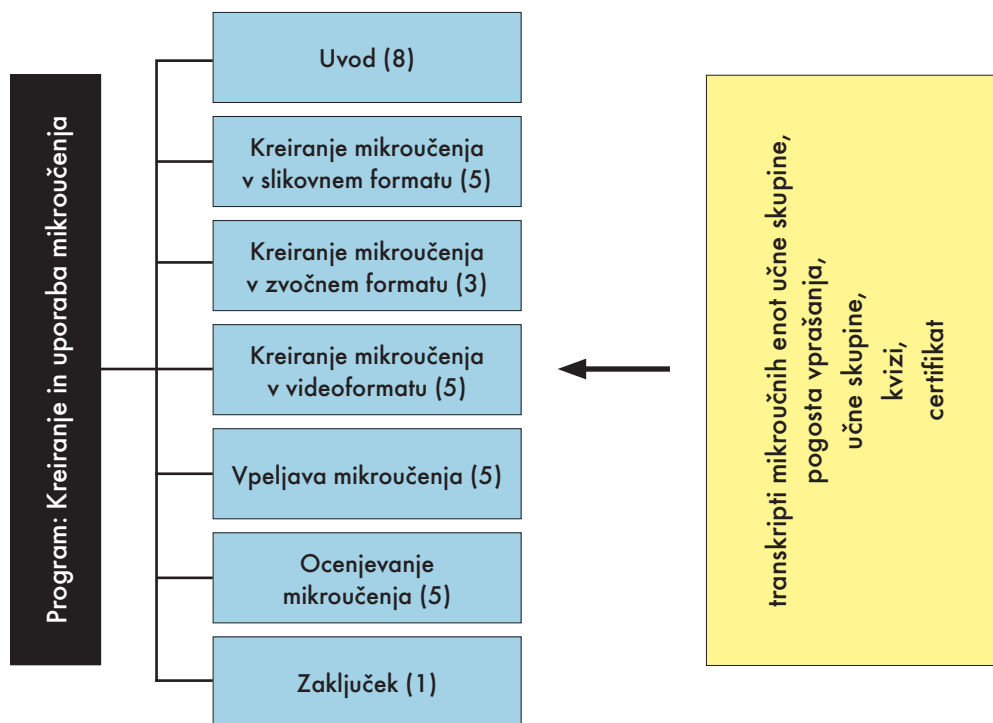 Program: Kreiranje in uporaba mikroučenja
Uvod (8)
Kreiranje mikroučenja
v slikovnem formatu (5)
Kreiranje mikroučenja
v zvočnem formatu (3)
Kreiranje mikroučenja
v videoformatu (5)
Vpeljava mikroučenja (5)
Ocenjevanje
mikroučenja (5)
Zaključek (1)
transkripti mikroučnih enot učne skupine,
pogosta vprašanja,
učne skupine,
kvizi,
certifikat